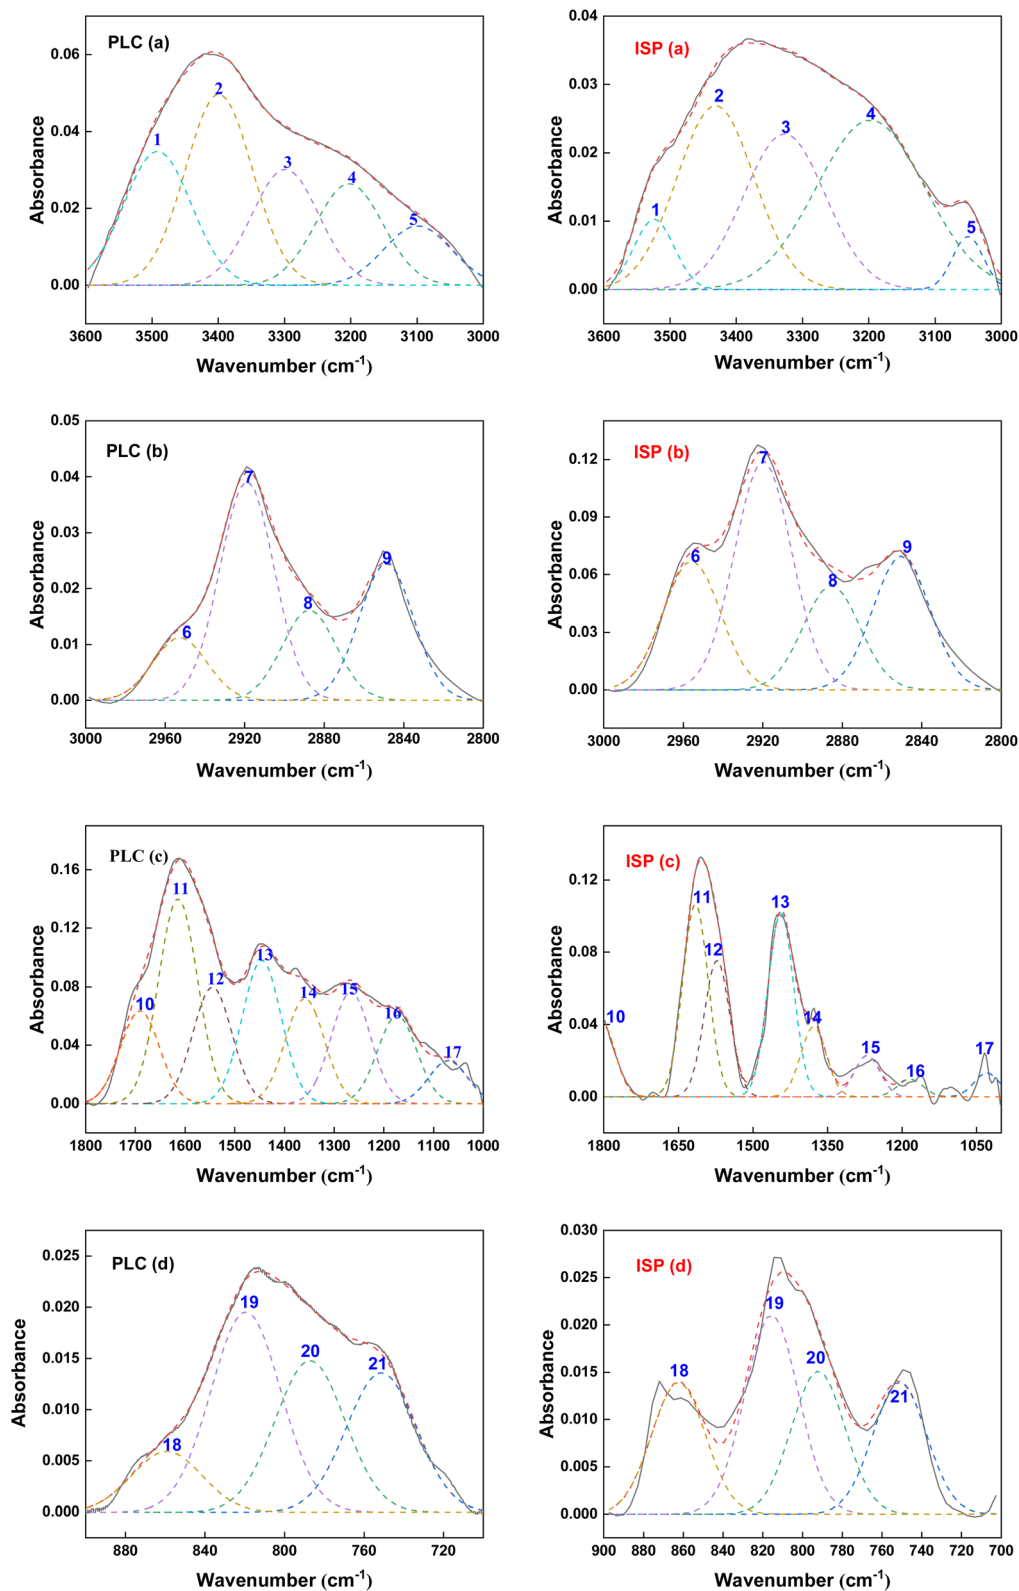 PLC (a)
0.06
0.04
0.02
0.00
Absorbance
1
2
3
4
5
3600 3500 3400 3300 3200 3100 3000
Wavenumber (cm-1)
ISP (a)
0.04
0.03
0.02
0.01
0.00
Absorbance
1
2
3
4
5
3600 3500 3400 3300 3200 3100 3000
Wavenumber (cm-1)
PLC (b)
0.05
0.04
0.03
0.02
0.01
0.00
Absorbance
6
7
8
9
3000 2960 2920 2880 2840 2800
Wavenumber (cm-1)
ISP (b)
0.12
0.09
0.06
0.03
0.00
Absorbance
6
7
8
9
3000 2960 2920 2880 2840 2800
Wavenumber (cm-1)
PLC (c)
0.16
0.12
0.08
0.04
0.00
Absorbance
10
11
12
13
14
15
16
17
1800 1700 1600 1500 1400 1300 1200 1100 1000
Wavenumber (cm-1)
ISP (c)
0.12
0.08
0.04
0.00
Absorbance
10
11
12
13
14
15
16
17
1800 1650 1500 1350 1200 1050
Wavenumber (cm-1)
PLC (d)
0.025
0.020
0.015
0.010
0.005
0.000
Absorbance
18
19
20
21
880 840 800 760 720
Wavenumber (cm-1)
ISP (d)
0.030
0.025
0.020
0.015
0.010
0.005
0.000
Absorbance
18
19
20
21
900 880 860 840 820 800 780 760 740 720 700
Wavenumber (cm-1)